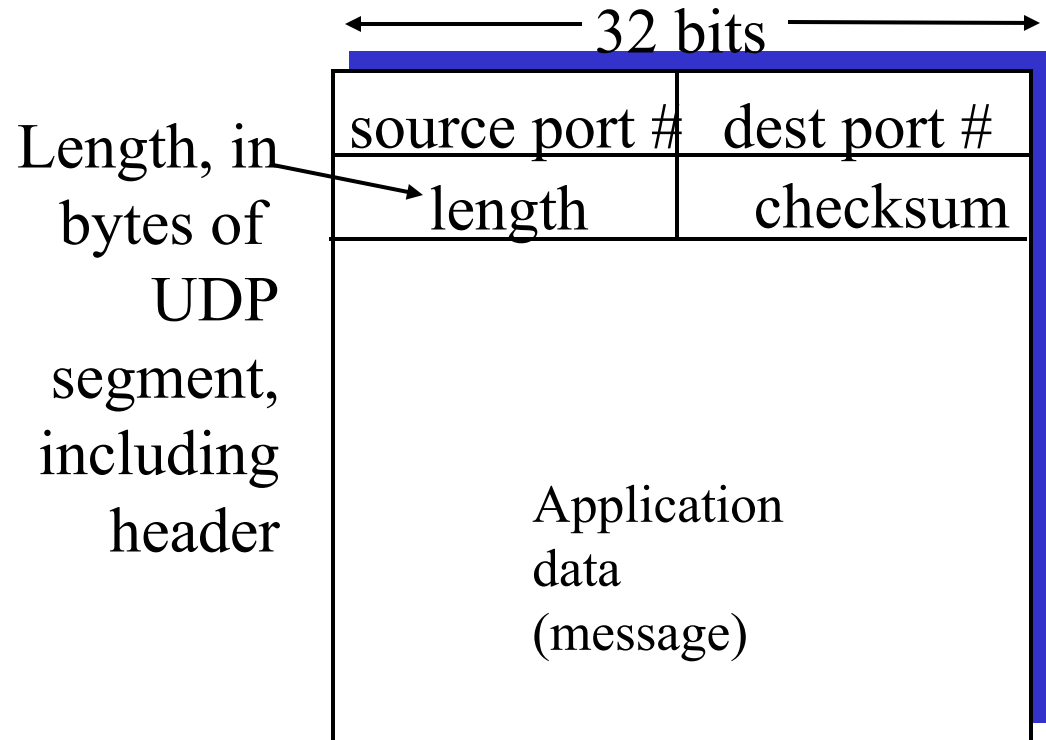 32 bits
source port #
dest port #
Length, in
bytes of
UDP
segment,
including
header
length
checksum
Application
data
(message)